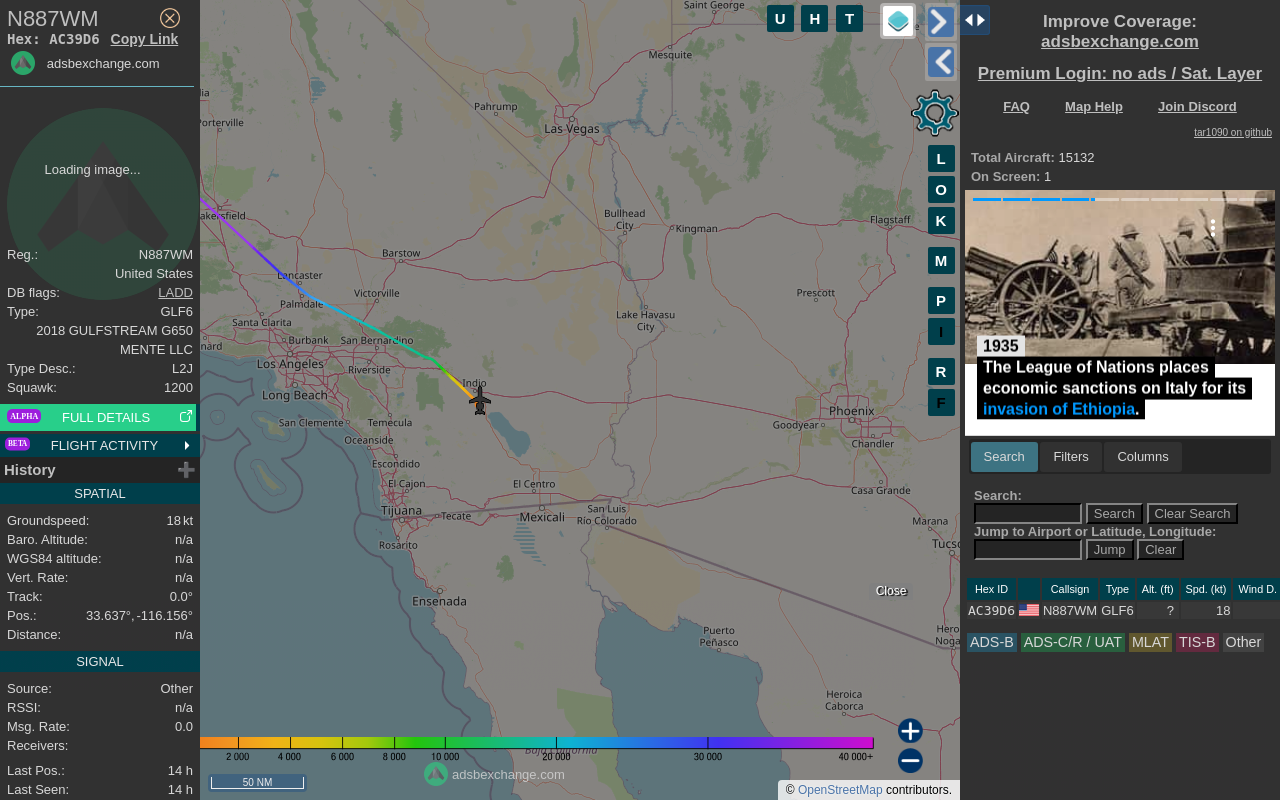 N887WM
Hex: AC39D6 Copy Link
adsbexchange.com
Loading image...
Reg.: N887WM
United States
DB flags: LADD
Type: GLF6
2018 GULFSTREAM G650
MENTE LLC
Type Desc.: L2J
Squawk: 1200
ALPHA FULL DETAILS
BETA FLIGHT ACTIVITY
History
SPATIAL
Groundspeed: 18 kt
Baro. Altitude: n/a
WGS84 altitude: n/a
Vert. Rate: n/a
Track: 0.0°
Pos.: 33.637°, -116.156°
Distance: n/a
SIGNAL
Source: Other
RSSI: n/a
Msg. Rate: 0.0
Receivers:
Last Pos.: 14 h
Last Seen: 14 h
Saint George
Mesquite
Pahrump
Las Vegas
lia
Porterville
akersfield
Bullhead
City
Kingman
Flagstaff
Barstow
Lancaster
Palmdale
Victorville
Prescott
Santa Clarita
Lake Havasu
City
nard
Burbank
San Bernardino
Los Angeles
Riverside
Indio
Long Beach
Phoenix
San Clemente
Temecula
Goodyear
Oceanside
Chandler
Escondido
El Cajon
El Centro
Casa Grande
Tijuana
Tecate
Mexicali
San Luis
Río Colorado
Marana
Rosarito
Tucso
Ensenada
Close
Puerto
Peñasco
Hero
Noga
Heroica
Caborca
Baja California
2 000 4 000 6 000 8 000 10 000 20 000 30 000 40 000+
adsbexchange.com
50 NM
© OpenStreetMap contributors.
U H T
L
O
K
M
P
I
R
F
Improve Coverage:
adsbexchange.com
Premium Login: no ads / Sat. Layer
FAQ Map Help Join Discord
tar1090 on github
Total Aircraft: 15132
On Screen: 1
1935
The League of Nations places
economic sanctions on Italy for its
invasion of Ethiopia.
Search Filters Columns
Search:
Search Clear Search
Jump to Airport or Latitude, Longitude:
Jump Clear
Hex ID Callsign Type Alt. (ft) Spd. (kt) Wind D.
AC39D6 N887WM GLF6 ? 18
ADS-B ADS-C/R / UAT MLAT TIS-B Other